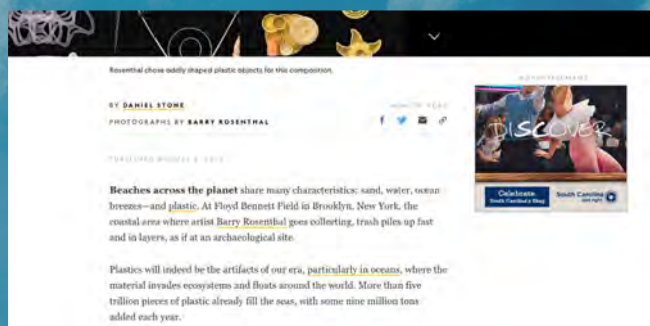 Rosenthal chose oddly shaped plastic objects for this composition.
BY DANIEL STONE
PHOTOGRAPHS BY BARRY ROSENTHAL
ADVERTISEMENT
DISCOVER
Celebrate
South Carolina
Beaches across the planet share many characteristics: sand, water, ocean
breezes—and plastic. At Floyd Bennett Field in Brooklyn, New York, the
coastal area where artist Barry Rosenthal goes collecting, trash piles up fast
and in layers, as if at an archaeological site.
Plastics will indeed be the artifacts of our era, particularly in oceans, where the
material invades ecosystems and floats around the world. More than five
trillion pieces of plastic already fill the seas, with some nine million tons
added each year.